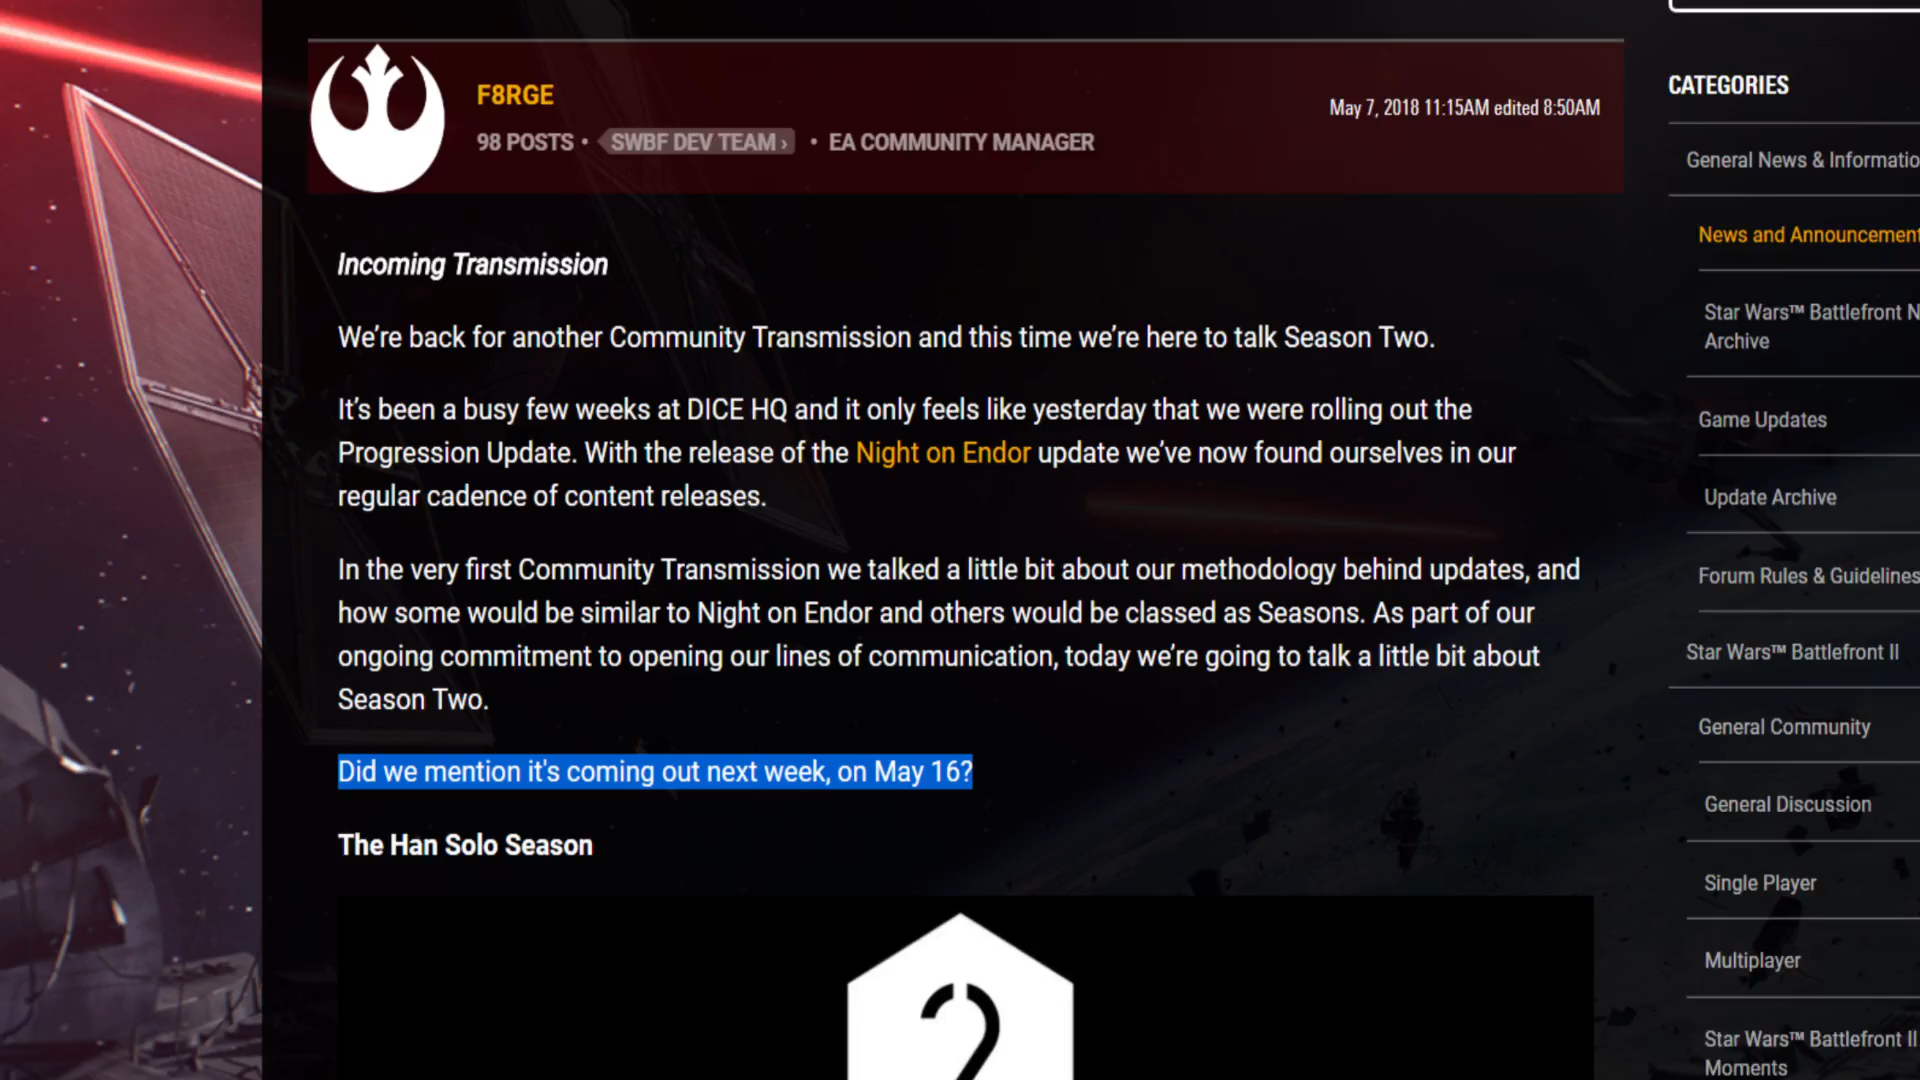 F8RGE
98 POSTS • SWBF DEV TEAM › • EA COMMUNITY MANAGER
May 7, 2018 11:15AM edited 8:50AM
Incoming Transmission
We’re back for another Community Transmission and this time we’re here to talk Season Two.
It’s been a busy few weeks at DICE HQ and it only feels like yesterday that we were rolling out the
Progression Update. With the release of the Night on Endor update we’ve now found ourselves in our
regular cadence of content releases.
In the very first Community Transmission we talked a little bit about our methodology behind updates, and
how some would be similar to Night on Endor and others would be classed as Seasons. As part of our
ongoing commitment to opening our lines of communication, today we’re going to talk a little bit about
Season Two.
Did we mention it's coming out next week, on May 16?
The Han Solo Season
2
CATEGORIES
General News & Informatio
News and Announcement
Star Wars™ Battlefront N
Archive
Game Updates
Update Archive
Forum Rules & Guidelines
Star Wars™ Battlefront II
General Community
General Discussion
Single Player
Multiplayer
Star Wars™ Battlefront II
Moments